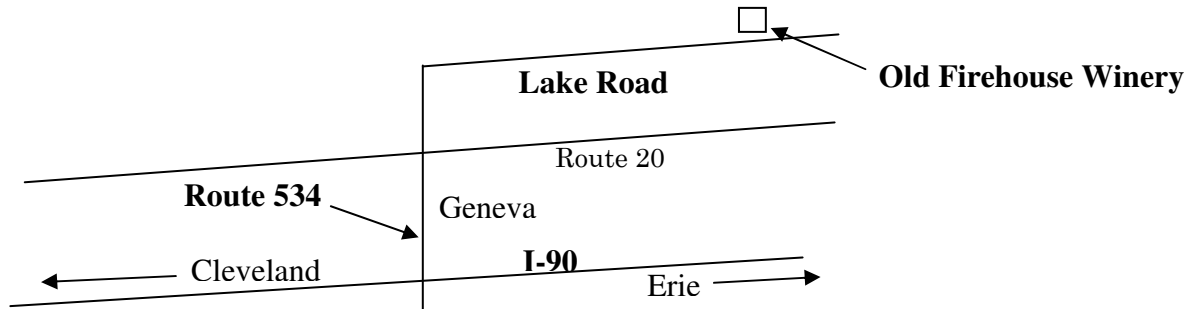 Old Firehouse Winery
Lake Road
Route 20
Route 534
Geneva
I-90
Cleveland
Erie